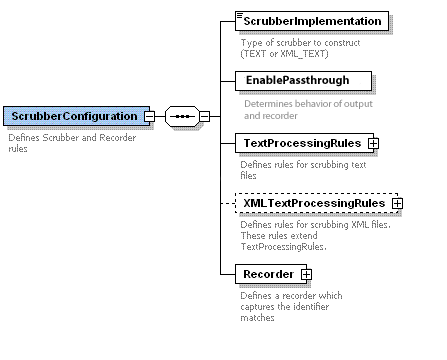 ScrubberImplementation
Type of scrubber to construct
(TEXT or XML_TEXT)
EnablePassthrough
Determines behavior of output
and recorder
ScrubberConfiguration
Defines Scrubber and Recorder
rules
TextProcessingRules
Defines rules for scrubbing text
files
XMLTextProcessingRules
Defines rules for scrubbing XML files.
These rules extend
TextProcessingRules.
Recorder
Defines a recorder which
captures the identifier
matches